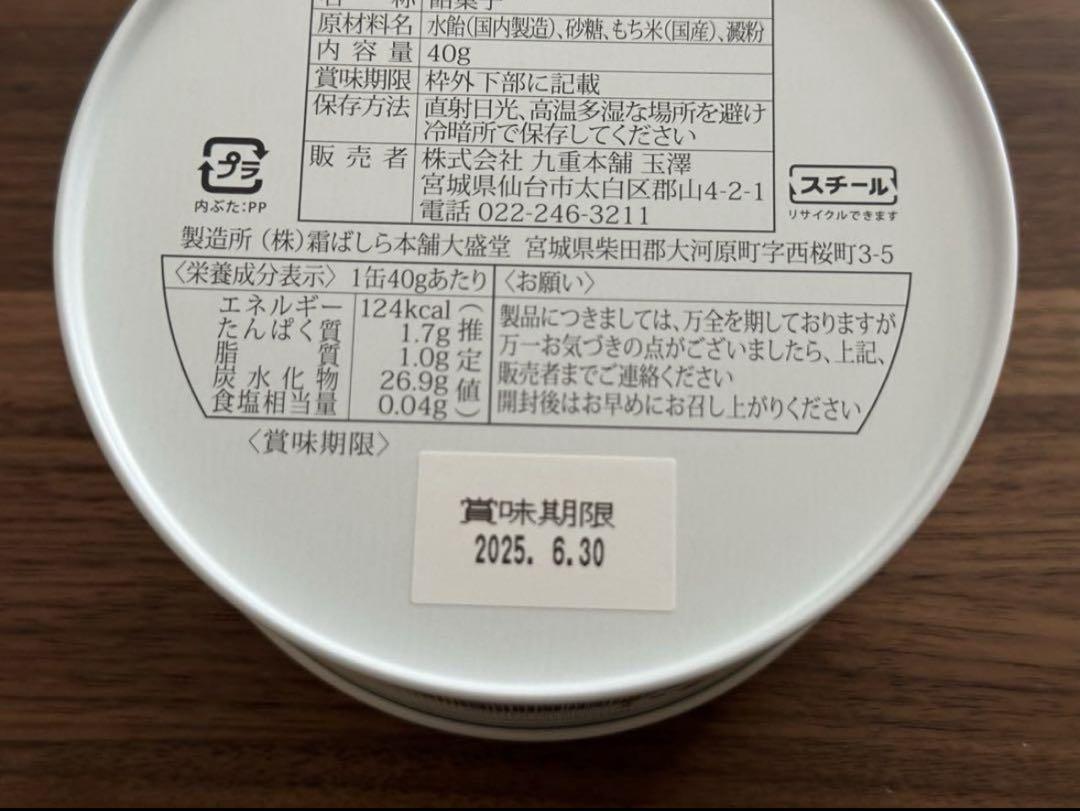 名 称 飴菓子
原材料名 水飴(国内製造)、砂糖、もち米(国産)、澱粉
内容量 40g
賞味期限 枠外下部に記載
保存方法 直射日光、高温多湿な場所を避け
冷暗所で保存してください
販売者 株式会社 九重本舗 玉澤
宮城県仙台市太白区郡山4-2-1
電話 022-246-3211
プラ
内ぶた:PP
スチール
リサイクルできます
製造所 (株)霜ばしら本舗大盛堂 宮城県柴田郡大河原町字西桜町3-5
〈栄養成分表示〉 1缶40gあたり
エネルギー 124kcal
たんぱく質 1.7g
脂質 1.0g
炭水化物 26.9g
食塩相当量 0.04g
(推定値)
〈お願い〉
製品につきましては、万全を期しておりますが
万一お気づきの点がございましたら、上記、
販売者までご連絡ください
開封後はお早めにお召し上がりください
〈賞味期限〉
賞味期限
2025. 6.30